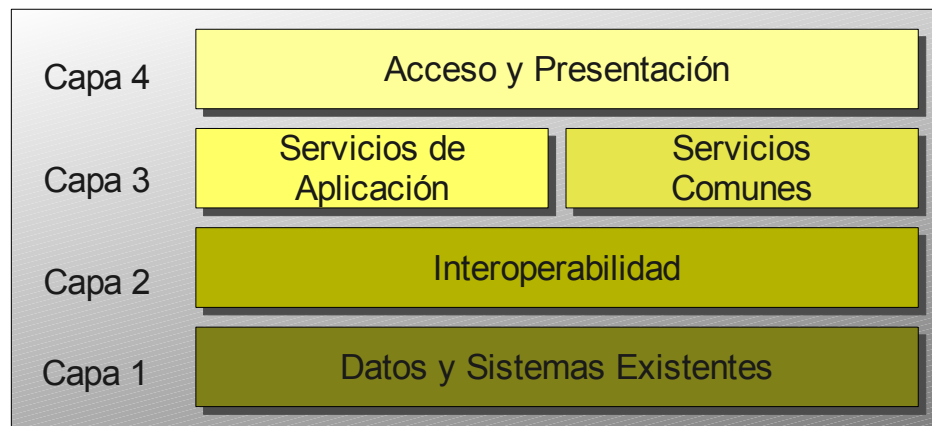 Capa 4
Acceso y Presentación
Capa 3
Servicios de
Aplicación
Servicios
Comunes
Capa 2
Interoperabilidad
Capa 1
Datos y Sistemas Existentes